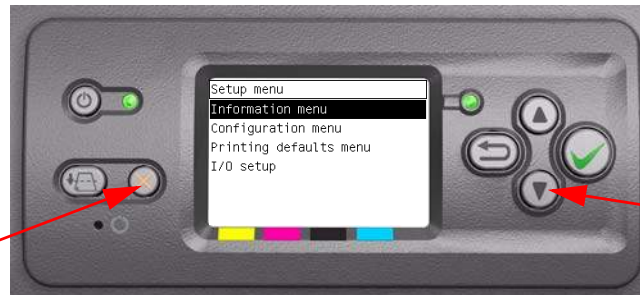 Setup menu
Information menu
Configuration menu
Printing defaults menu
I/O setup